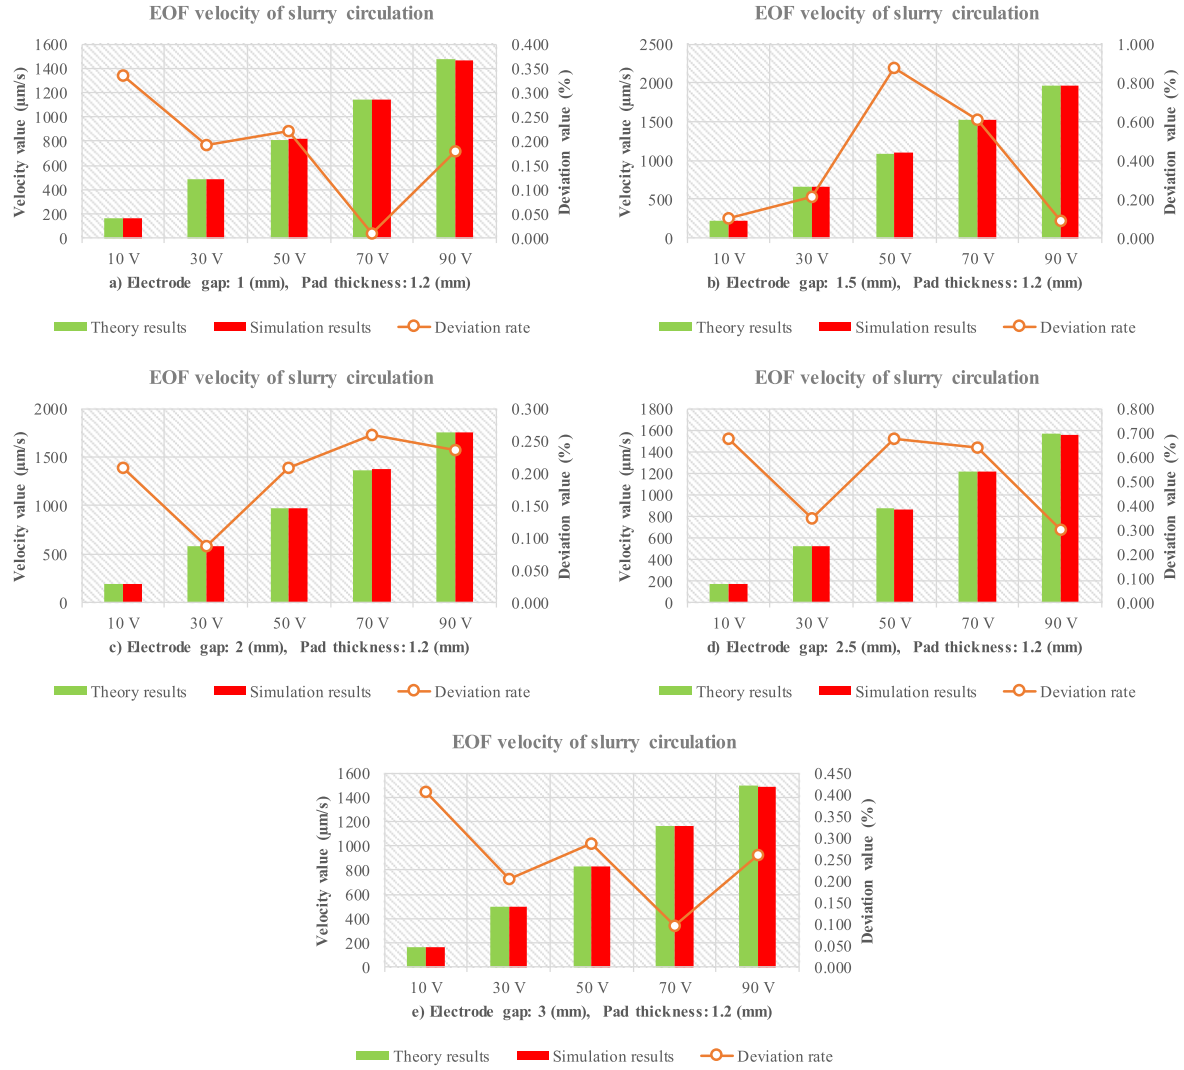 EOF velocity of slurry circulation
Velocity value (µm/s)
1600
1400
1200
1000
800
600
400
200
0
0.400
0.350
0.300
0.250
0.200
0.150
0.100
0.050
0.000
Deviation value (%)
10 V 30 V 50 V 70 V 90 V
a) Electrode gap: 1 (mm), Pad thickness: 1.2 (mm)
Theory results Simulation results Deviation rate
EOF velocity of slurry circulation
Velocity value (µm/s)
2500
2000
1500
1000
500
0
1.000
0.800
0.600
0.400
0.200
0.000
Deviation value (%)
10 V 30 V 50 V 70 V 90 V
b) Electrode gap: 1.5 (mm), Pad thickness: 1.2 (mm)
Theory results Simulation results Deviation rate
EOF velocity of slurry circulation
Velocity value (µm/s)
2000
1500
1000
500
0
0.300
0.250
0.200
0.150
0.100
0.050
0.000
Deviation value (%)
10 V 30 V 50 V 70 V 90 V
c) Electrode gap: 2 (mm), Pad thickness: 1.2 (mm)
Theory results Simulation results Deviation rate
EOF velocity of slurry circulation
Velocity value (µm/s)
1800
1600
1400
1200
1000
800
600
400
200
0
0.800
0.700
0.600
0.500
0.400
0.300
0.200
0.100
0.000
Deviation value (%)
10 V 30 V 50 V 70 V 90 V
d) Electrode gap: 2.5 (mm), Pad thickness: 1.2 (mm)
Theory results Simulation results Deviation rate
EOF velocity of slurry circulation
Velocity value (µm/s)
1600
1400
1200
1000
800
600
400
200
0
0.450
0.400
0.350
0.300
0.250
0.200
0.150
0.100
0.050
0.000
Deviation value (%)
10 V 30 V 50 V 70 V 90 V
e) Electrode gap: 3 (mm), Pad thickness: 1.2 (mm)
Theory results Simulation results Deviation rate